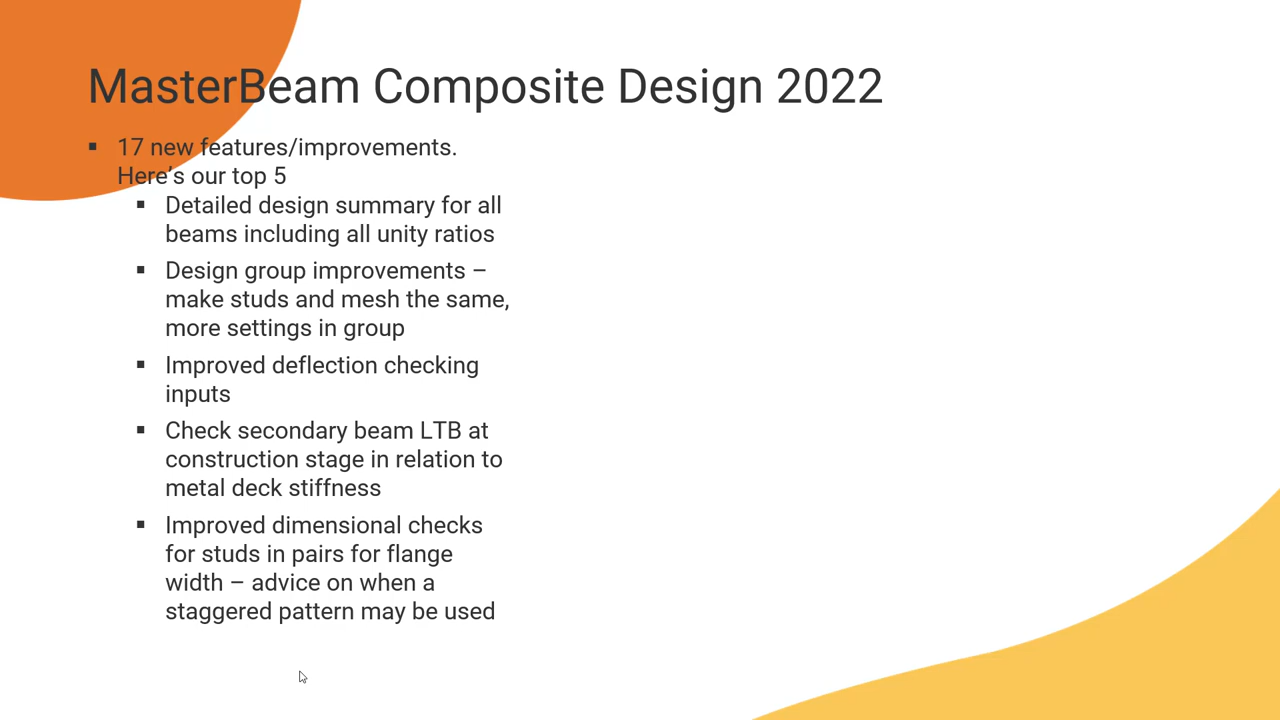 MasterBeam Composite Design 2022
▪ 17 new features/improvements.
Here's our top 5
▪ Detailed design summary for all
beams including all unity ratios
▪ Design group improvements –
make studs and mesh the same,
more settings in group
▪ Improved deflection checking
inputs
▪ Check secondary beam LTB at
construction stage in relation to
metal deck stiffness
▪ Improved dimensional checks
for studs in pairs for flange
width – advice on when a
staggered pattern may be used